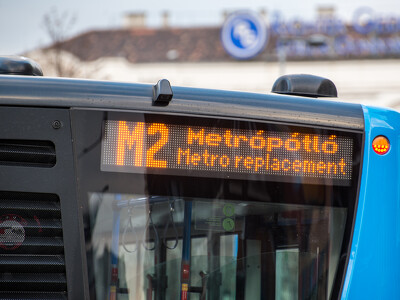 M2 Metrópótló
Metro replacement